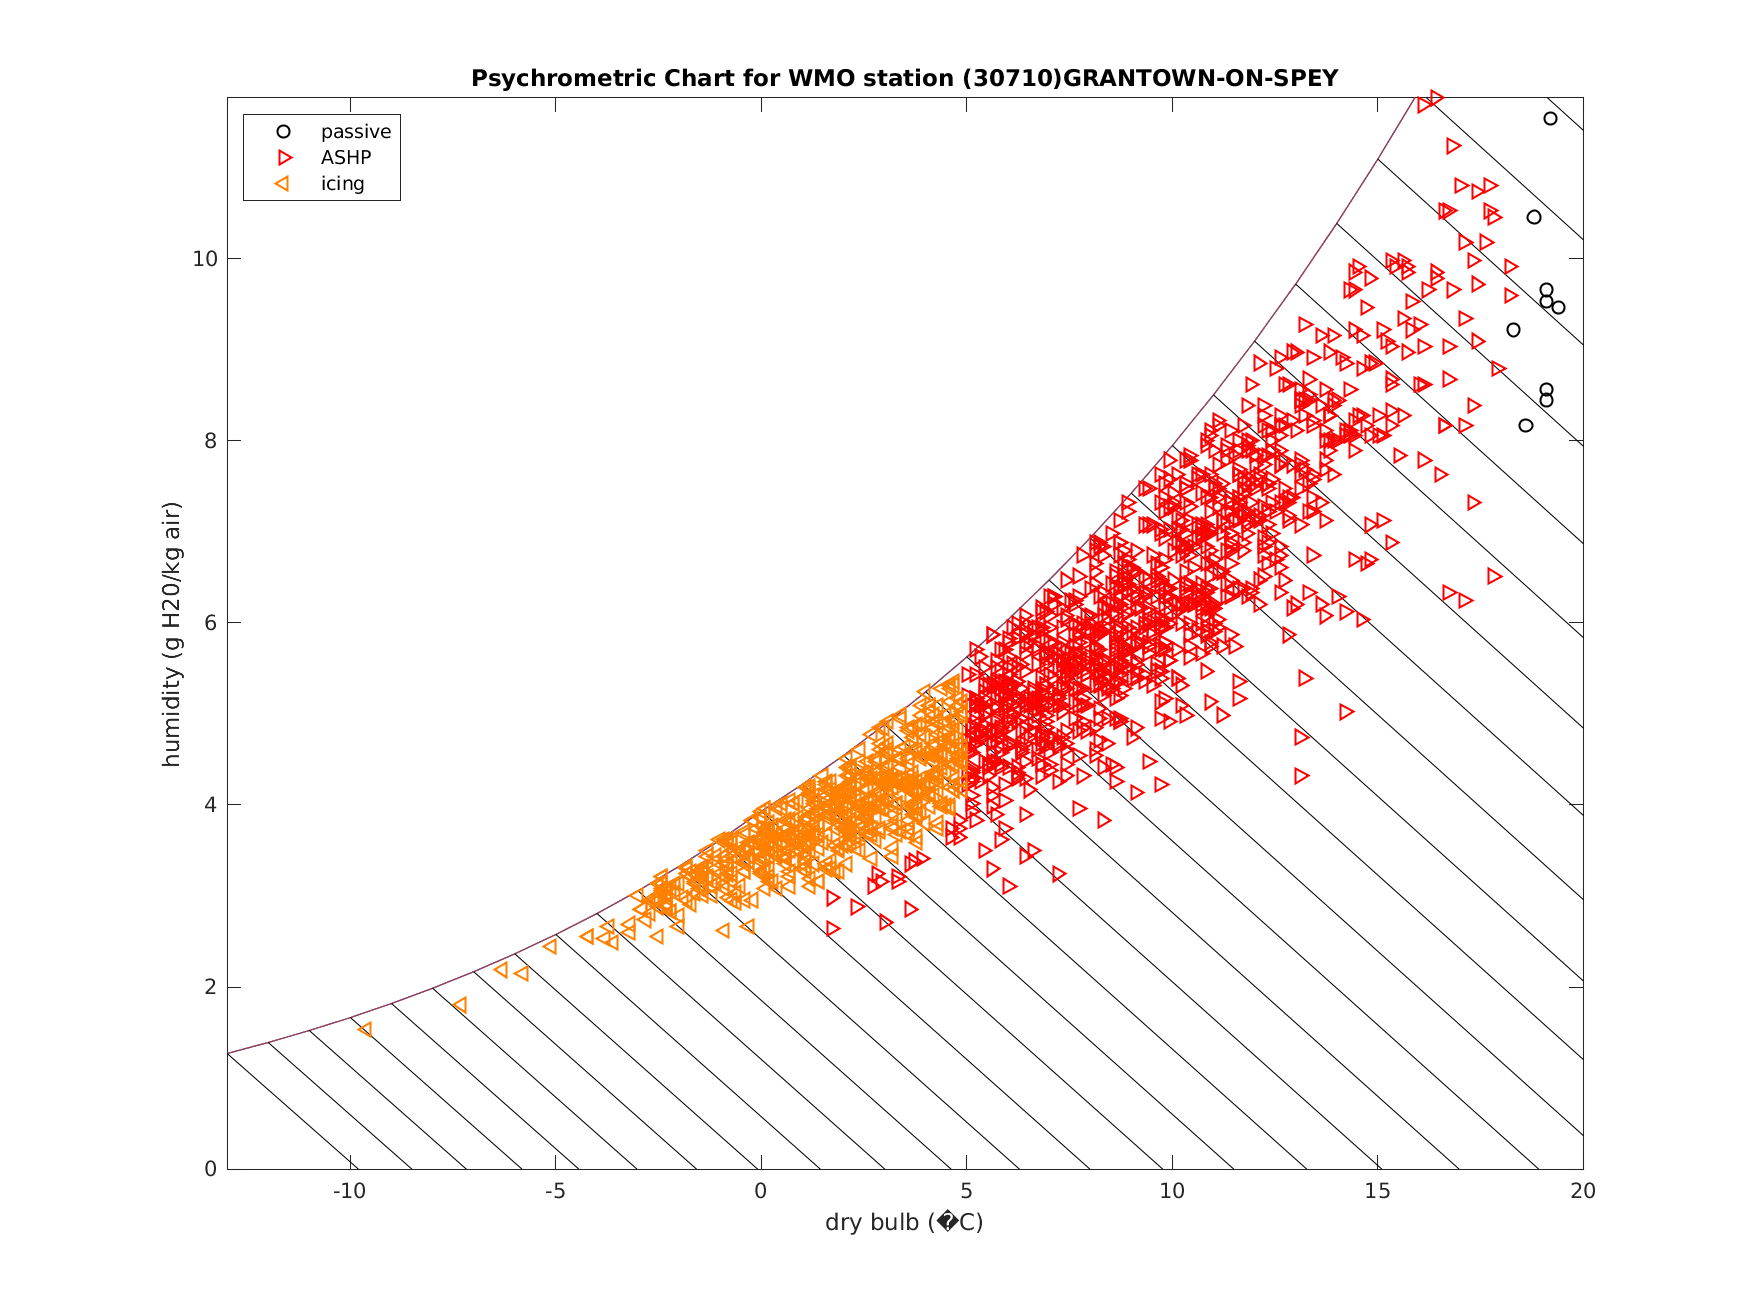 Psychrometric Chart for WMO station (30710)GRANTOWN-ON-SPEY
passive
ASHP
icing
humidity (g H20/kg air)
10
8
6
4
2
0
-10
-5
0
5
10
15
20
dry bulb (�C)